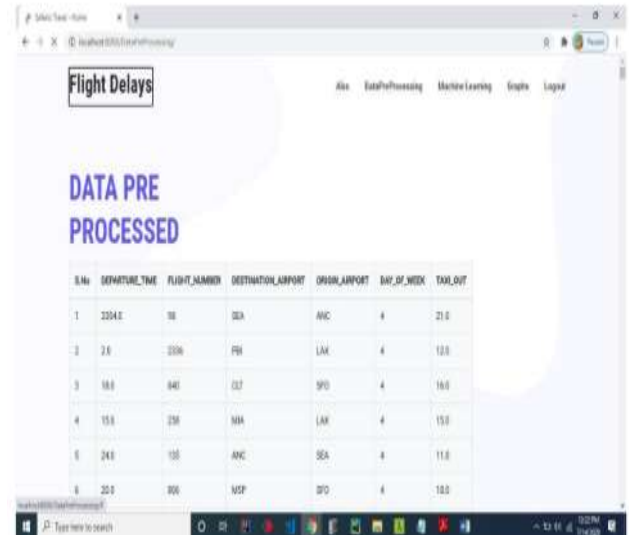 Flight Delays
DataPreProcessing Machine Learning Graphs Logout
DATA PRE
PROCESSED
S.No DEPARTURE_TIME FLIGHT_NUMBER DESTINATION_AIRPORT ORIGIN_AIRPORT DAY_OF_WEEK TAXI_OUT
1 2354.0 98 SEA ANC 4 21.0
2 2.0 2336 PBI LAX 4 12.0
3 18.0 840 CLT SFO 4 16.0
4 15.0 258 MIA LAX 4 15.0
5 24.0 135 ANC SEA 4 11.0
6 20.0 806 MSP SFO 4 18.0
Type here to search